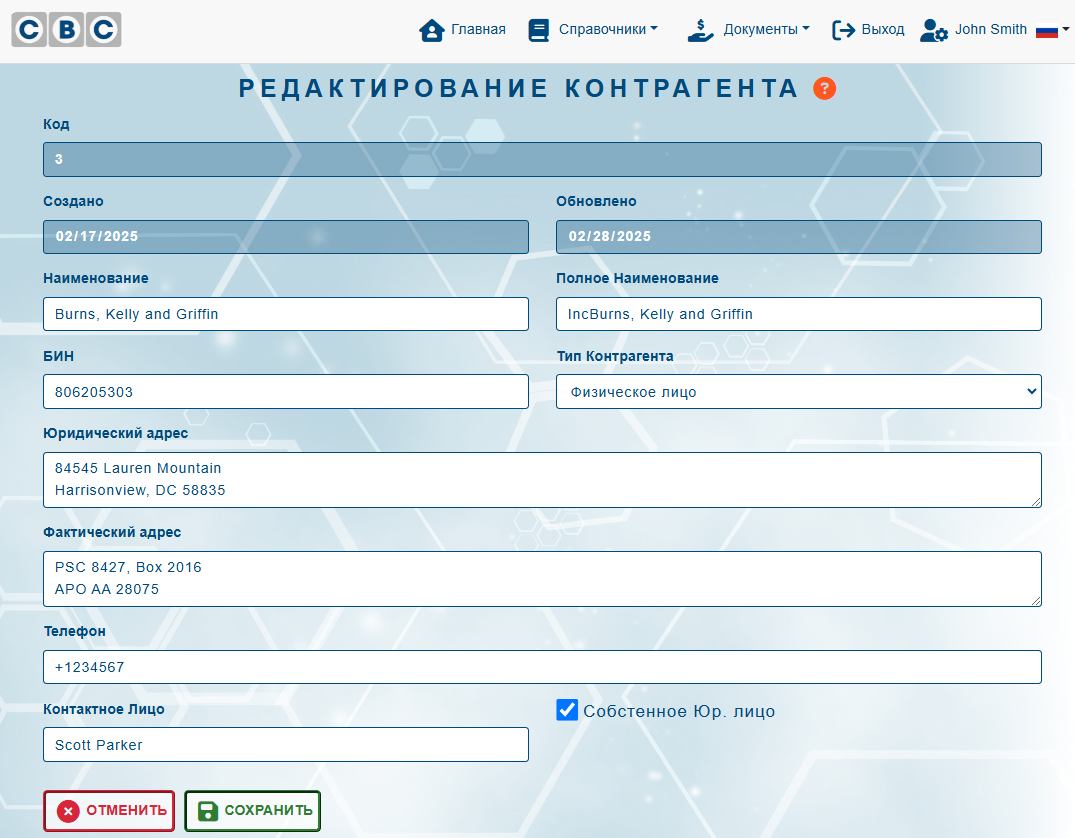 CBC
Главная
Справочники
Документы
Выход
John Smith
РЕДАКТИРОВАНИЕ КОНТРАГЕНТА ?
Код
3
Создано
Обновлено
02/17/2025
02/28/2025
Наименование
Полное Наименование
Burns, Kelly and Griffin
IncBurns, Kelly and Griffin
БИН
Тип Контрагента
806205303
Физическое лицо
Юридический адрес
84545 Lauren Mountain
Harrisonview, DC 58835
Фактический адрес
PSC 8427, Box 2016
APO AA 28075
Телефон
+1234567
Контактное Лицо
Собстенное Юр. лицо
Scott Parker
ОТМЕНИТЬ
СОХРАНИТЬ